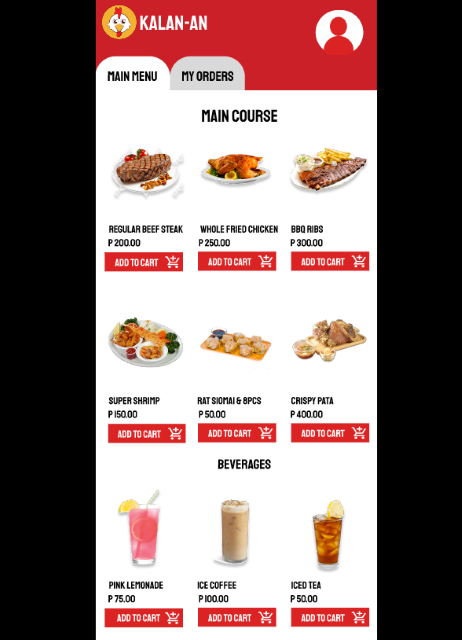 KALAN-AN
MAIN MENU
MY ORDERS
MAIN COURSE
REGULAR BEEF STEAK
WHOLE FRIED CHICKEN
BBQ RIBS
P 200.00
P 250.00
P 300.00
ADD TO CART
ADD TO CART
ADD TO CART
SUPER SHRIMP
RAT SIOMAI 6 8PCS
CRISPY PATA
P 150.00
P 50.00
P 400.00
ADD TO CART
ADD TO CART
ADD TO CART
BEVERAGES
PINK LEMONADE
ICE COFFEE
ICED TEA
P 75.00
P 100.00
P 50.00
ADD TO CART
ADD TO CART
ADD TO CART